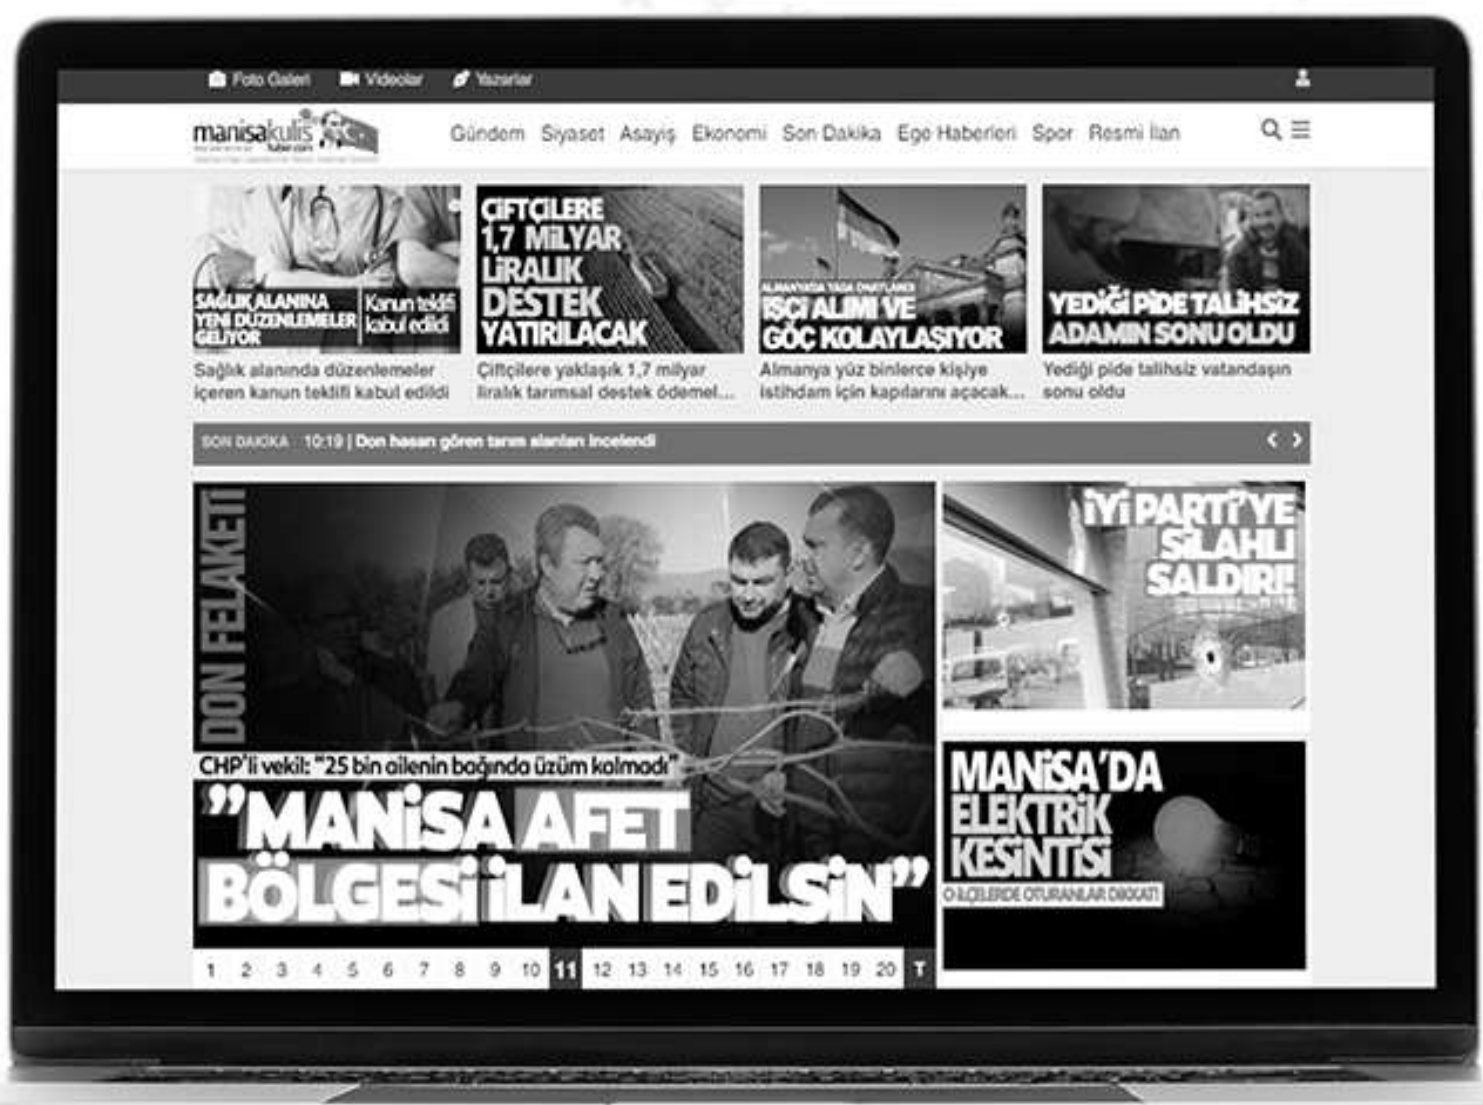 Foto Galeri Videolar Yazarlar
manisakulis
haber.com
Gündem Siyaset Asayiş Ekonomi Son Dakika Ege Haberleri Spor Resmi İlan
SAĞLIK ALANINA
YENİ DÜZENLEMELER
GELİYOR
Kanun teklifi
kabul edildi
Sağlık alanında düzenlemeler
içeren kanun teklifi kabul edildi
ÇİFTÇİLERE
1,7 MİLYAR
LİRALIK
DESTEK
YATIRILACAK
Çiftçilere yaklaşık 1,7 milyar
liralık tarımsal destek ödemel...
ALMANYA'DA YASA ONAYLANDI
İŞÇİ ALIMI VE
GÖÇ KOLAYLAŞIYOR
Almanya yüz binlerce kişiye
istihdam için kapılarını açacak...
YEDİĞİ PİDE TALİHSİZ
ADAMIN SONU OLDU
Yediği pide talihsiz vatandaşın
sonu oldu
SON DAKİKA 10:19 | Don hasarı gören tarım alanları incelendi
DON FELAKETİ
CHP'li vekil: "25 bin ailenin bağında üzüm kalmadı"
"MANİSA AFET
BÖLGESİ İLAN EDİLSİN"
1 2 3 4 5 6 7 8 9 10 11 12 13 14 15 16 17 18 19 20 T
İYİ PARTİ'YE
SİLAHLI
SALDIRI!
MANİSA'DA
ELEKTRİK
KESİNTİSİ
O İLÇELERDE OTURANLAR DİKKAT!